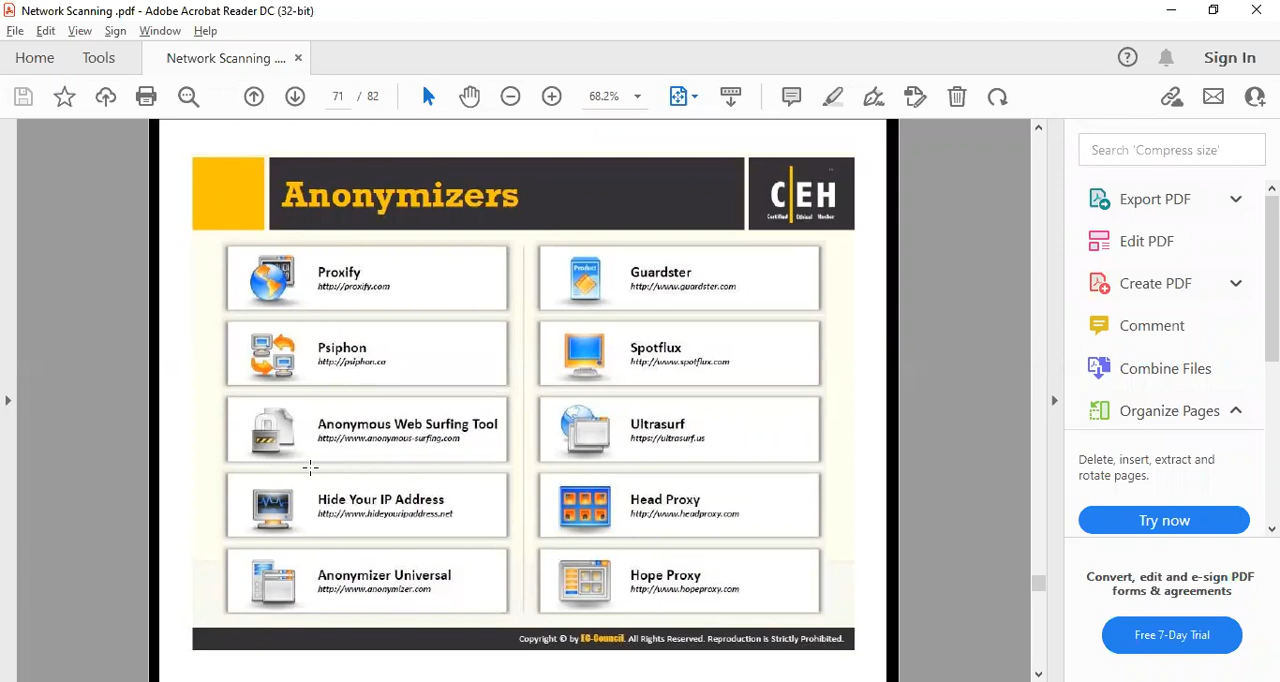 Network Scanning .pdf - Adobe Acrobat Reader DC (32-bit)
File Edit View Sign Window Help
Home Tools Network Scanning .... × Sign In
71 / 82 68.2%
Anonymizers
C|EH
Certified Ethical Hacker
Proxify
http://proxify.com
Guardster
http://www.guardster.com
Psiphon
http://psiphon.ca
Spotflux
http://www.spotflux.com
Anonymous Web Surfing Tool
http://www.anonymous-surfing.com
Ultrasurf
https://ultrasurf.us
Hide Your IP Address
http://www.hideyouripaddress.net
Head Proxy
http://www.headproxy.com
Anonymizer Universal
http://www.anonymizer.com
Hope Proxy
http://www.hopeproxy.com
Copyright © by EC-Council. All Rights Reserved. Reproduction is Strictly Prohibited.
Search 'Compress size'
Export PDF
Edit PDF
Create PDF
Comment
Combine Files
Organize Pages
Delete, insert, extract and
rotate pages.
Try now
Convert, edit and e-sign PDF
forms & agreements
Free 7-Day Trial